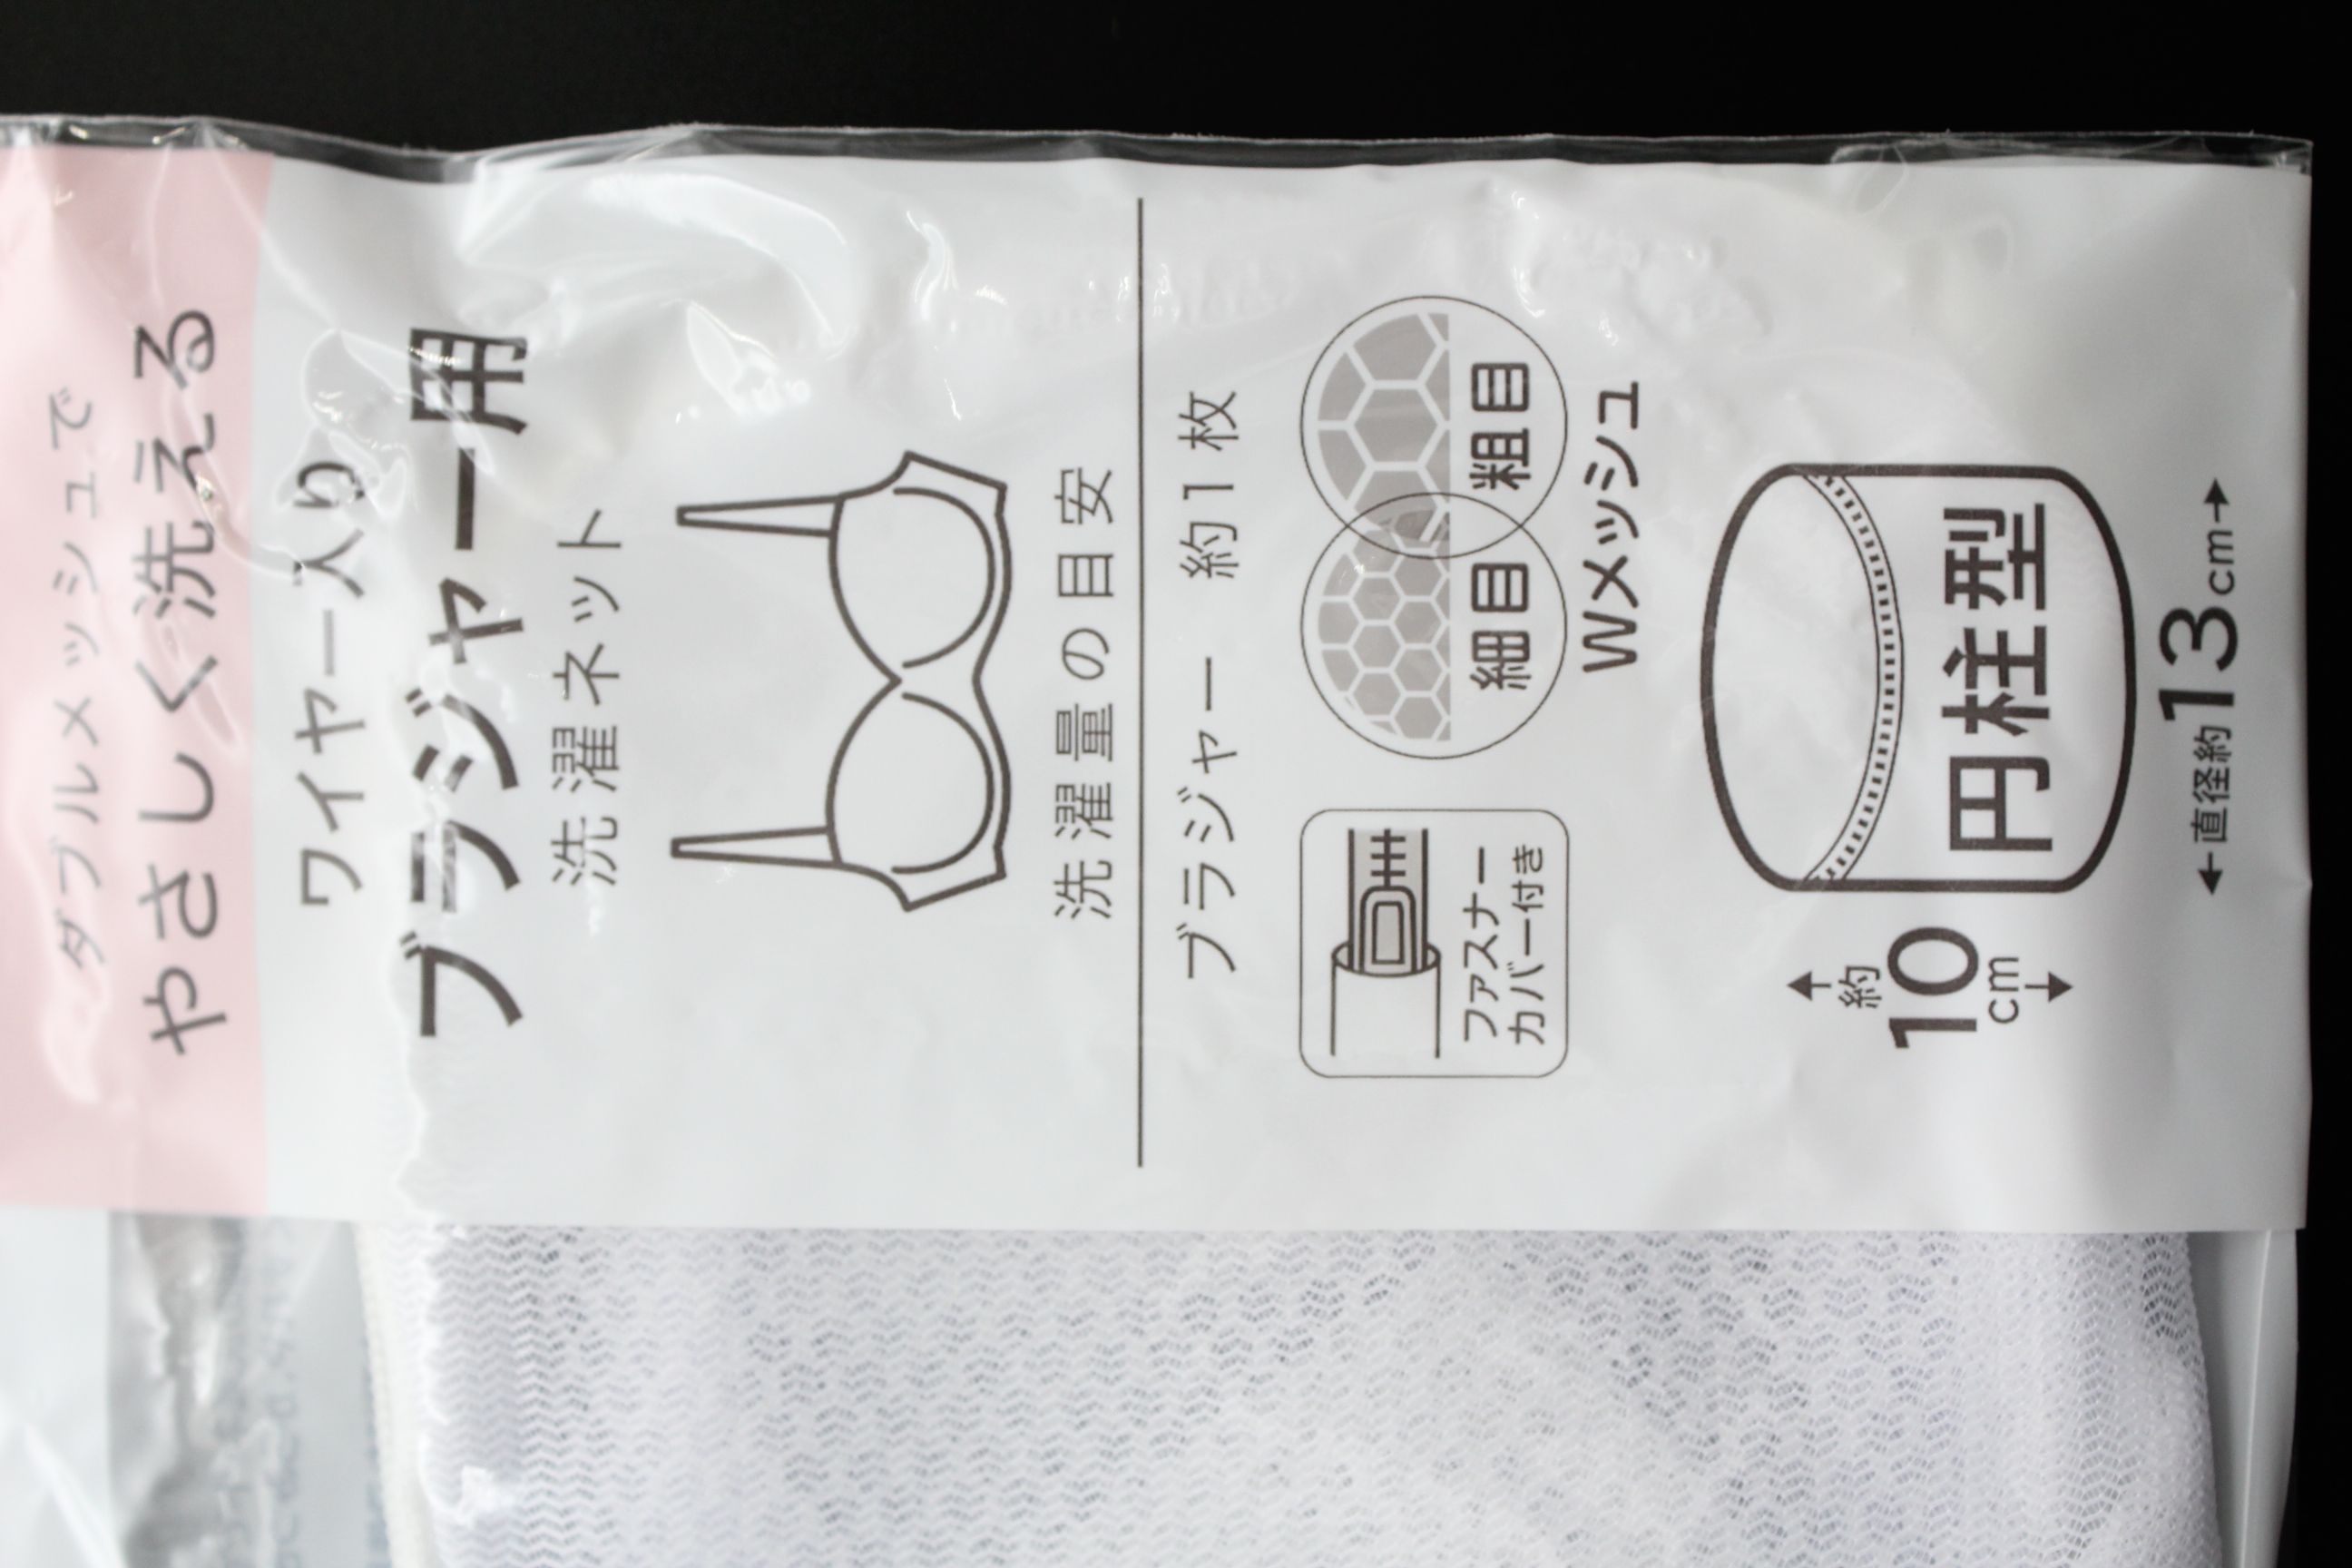 ダブルメッシュで
やさしく洗える
ワイヤー入り
ブラジャー用
洗濯ネット
洗濯量の目安
ブラジャー 約1枚
ファスナー
カバー付き
細目 粗目
Wメッシュ
円柱型
約
10
cm
直径約13cm